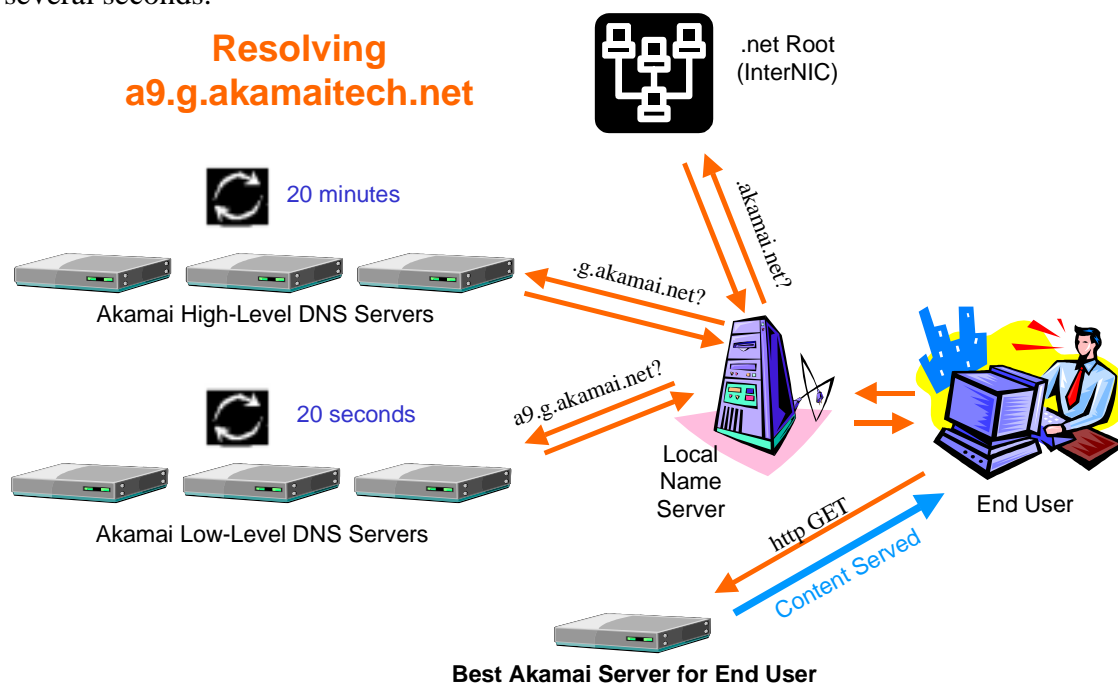 several seconds.
Resolving
a9.g.akamaitech.net
.net Root
(InterNIC)
20 minutes
.akamai.net?
.g.akamai.net?
Akamai High-Level DNS Servers
a9.g.akamai.net?
20 seconds
Local
Name
Server
End User
Akamai Low-Level DNS Servers
http GET
Content Served
Best Akamai Server for End User